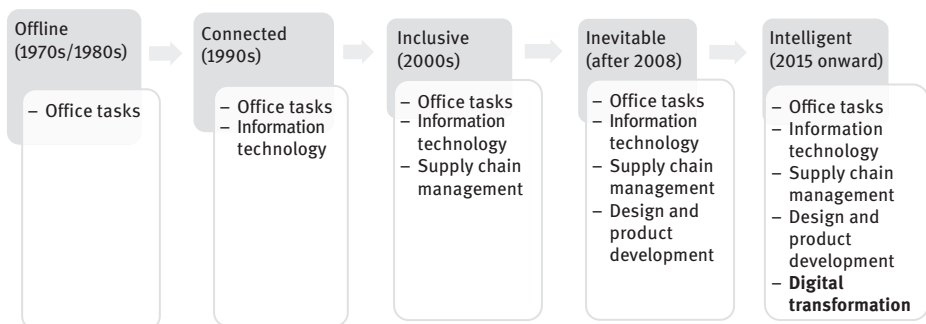 Offline
(1970s/1980s)
– Office tasks
Connected
(1990s)
– Office tasks
– Information
technology
Inclusive
(2000s)
– Office tasks
– Information
technology
– Supply chain
management
Inevitable
(after 2008)
– Office tasks
– Information
technology
– Supply chain
management
– Design and
product
development
Intelligent
(2015 onward)
– Office tasks
– Information
technology
– Supply chain
management
– Design and
product
development
– Digital
transformation